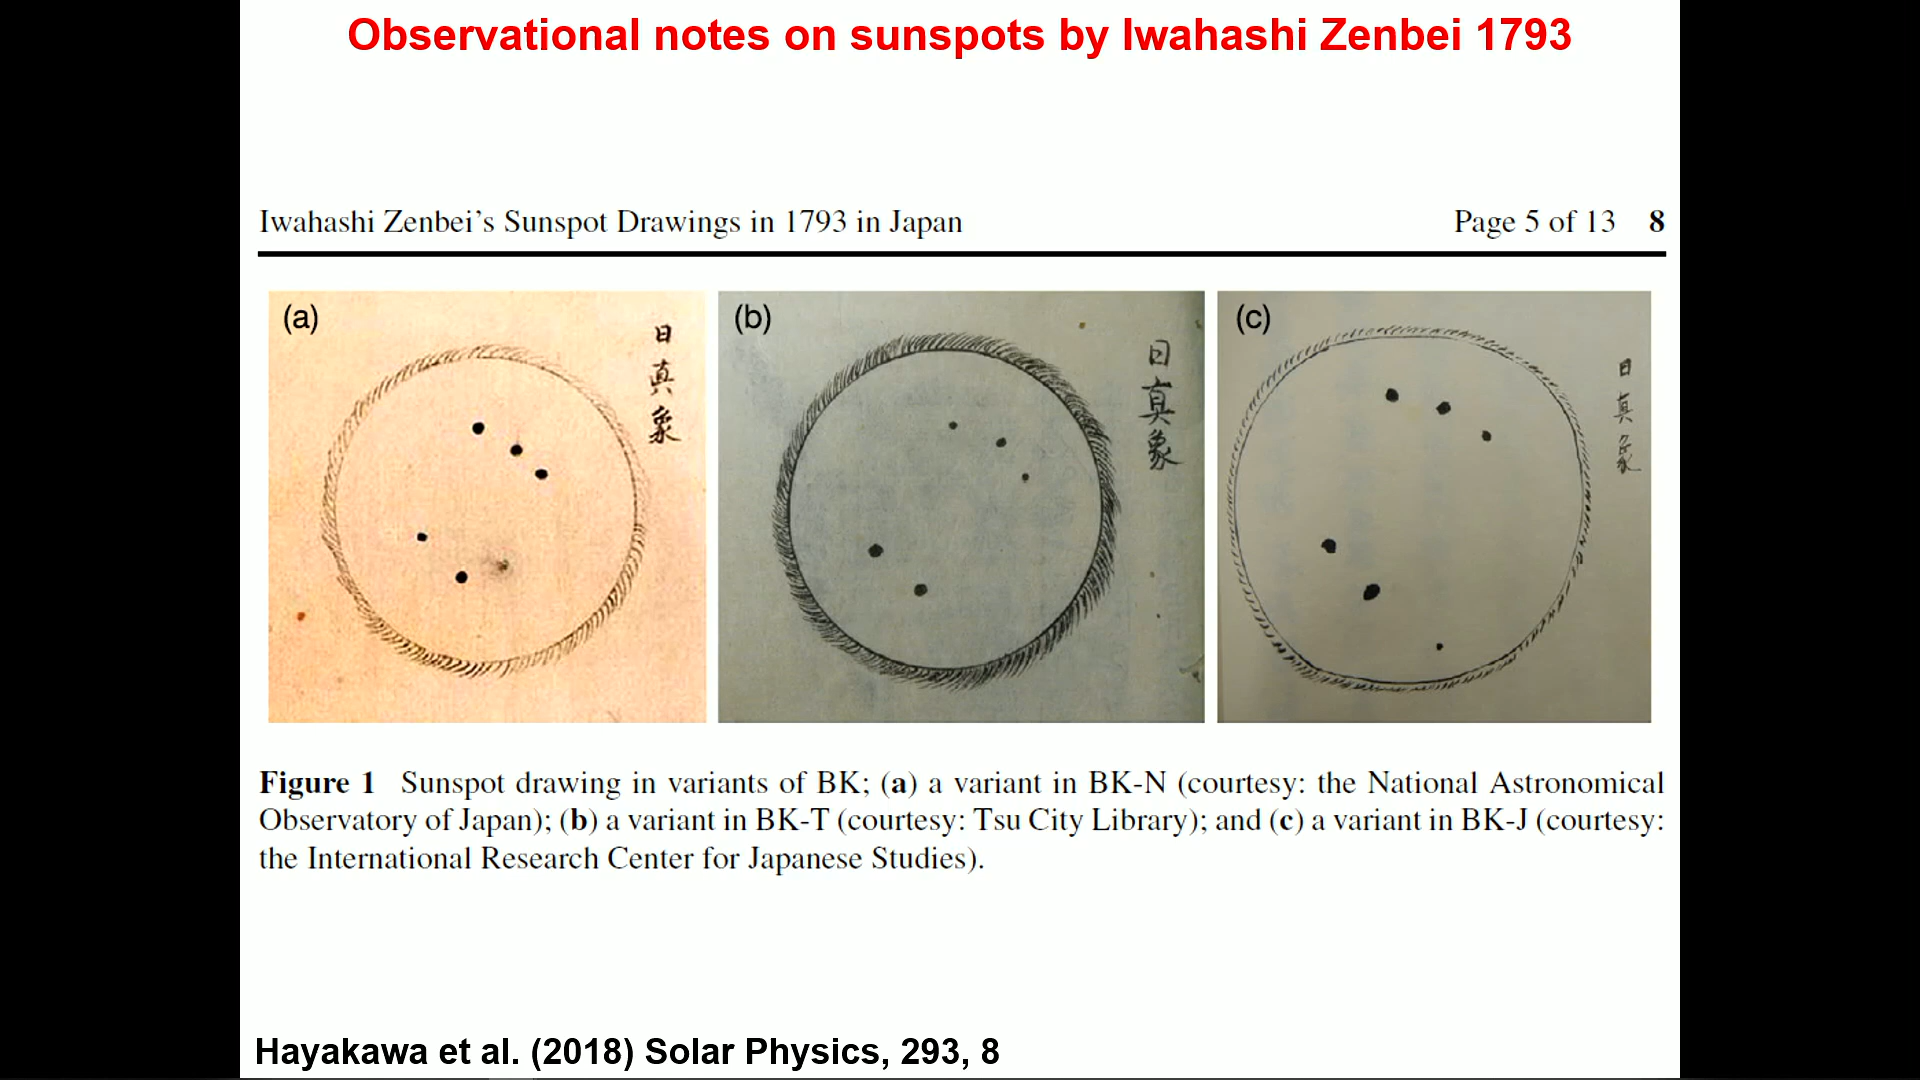 Observational notes on sunspots by Iwahashi Zenbei 1793
Iwahashi Zenbei's Sunspot Drawings in 1793 in Japan Page 5 of 13 8
(a)
日真象
(b)
日真象
(c)
日真象
Figure 1 Sunspot drawing in variants of BK; (a) a variant in BK-N (courtesy: the National Astronomical
Observatory of Japan); (b) a variant in BK-T (courtesy: Tsu City Library); and (c) a variant in BK-J (courtesy:
the International Research Center for Japanese Studies).
Hayakawa et al. (2018) Solar Physics, 293, 8